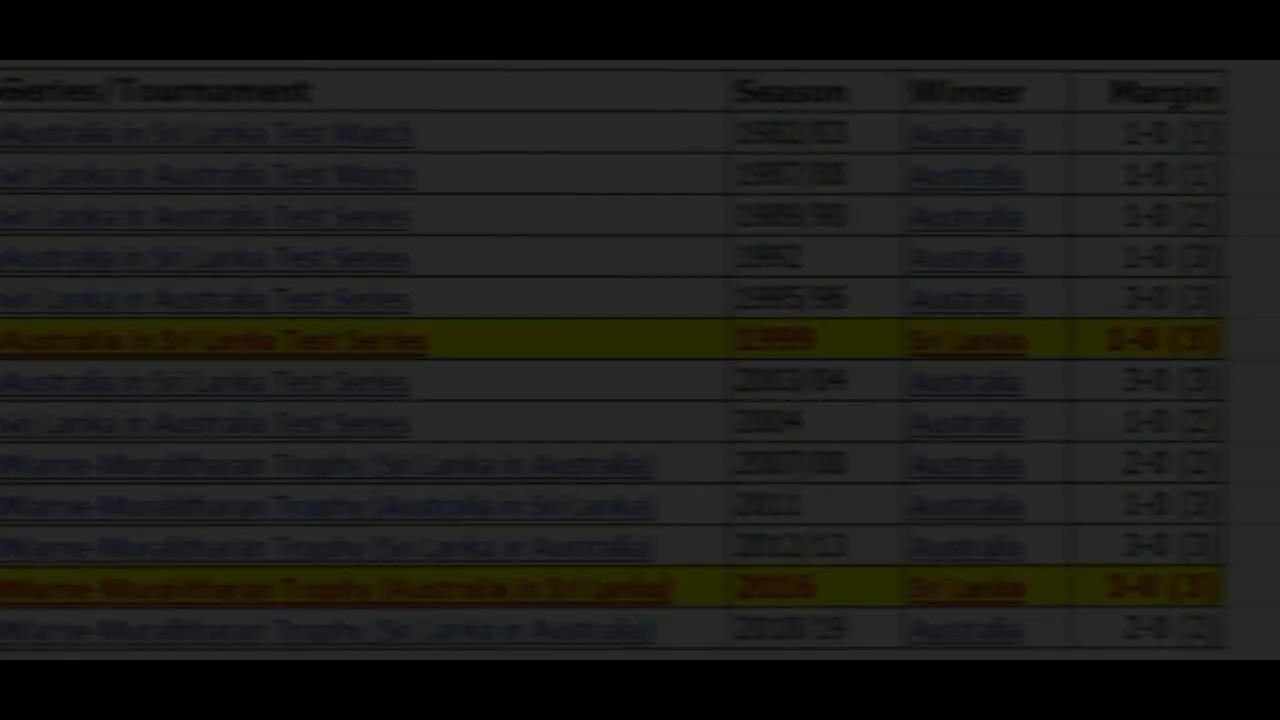 Series/Tournament Season Winner Margin
Australia in Sri Lanka Test Match 1982/83 Australia 1-0 (1)
Sri Lanka in Australia Test Match 1987/88 Australia 1-0 (1)
Sri Lanka in Australia Test Series 1989/90 Australia 1-0 (2)
Australia in Sri Lanka Test Series 1992 Australia 1-0 (3)
Sri Lanka in Australia Test Series 1995/96 Australia 3-0 (3)
Australia in Sri Lanka Test Series 1999 Sri Lanka 1-0 (3)
Australia in Sri Lanka Test Series 2003/04 Australia 3-0 (3)
Sri Lanka in Australia Test Series 2004 Australia 1-0 (2)
Warne-Muralitharan Trophy (Sri Lanka in Australia) 2007/08 Australia 2-0 (2)
Warne-Muralitharan Trophy (Australia in Sri Lanka) 2011 Australia 1-0 (3)
Warne-Muralitharan Trophy (Sri Lanka in Australia) 2012/13 Australia 3-0 (3)
Warne-Muralitharan Trophy (Australia in Sri Lanka) 2016 Sri Lanka 3-0 (3)
Warne-Muralitharan Trophy (Sri Lanka in Australia) 2018/19 Australia 2-0 (2)